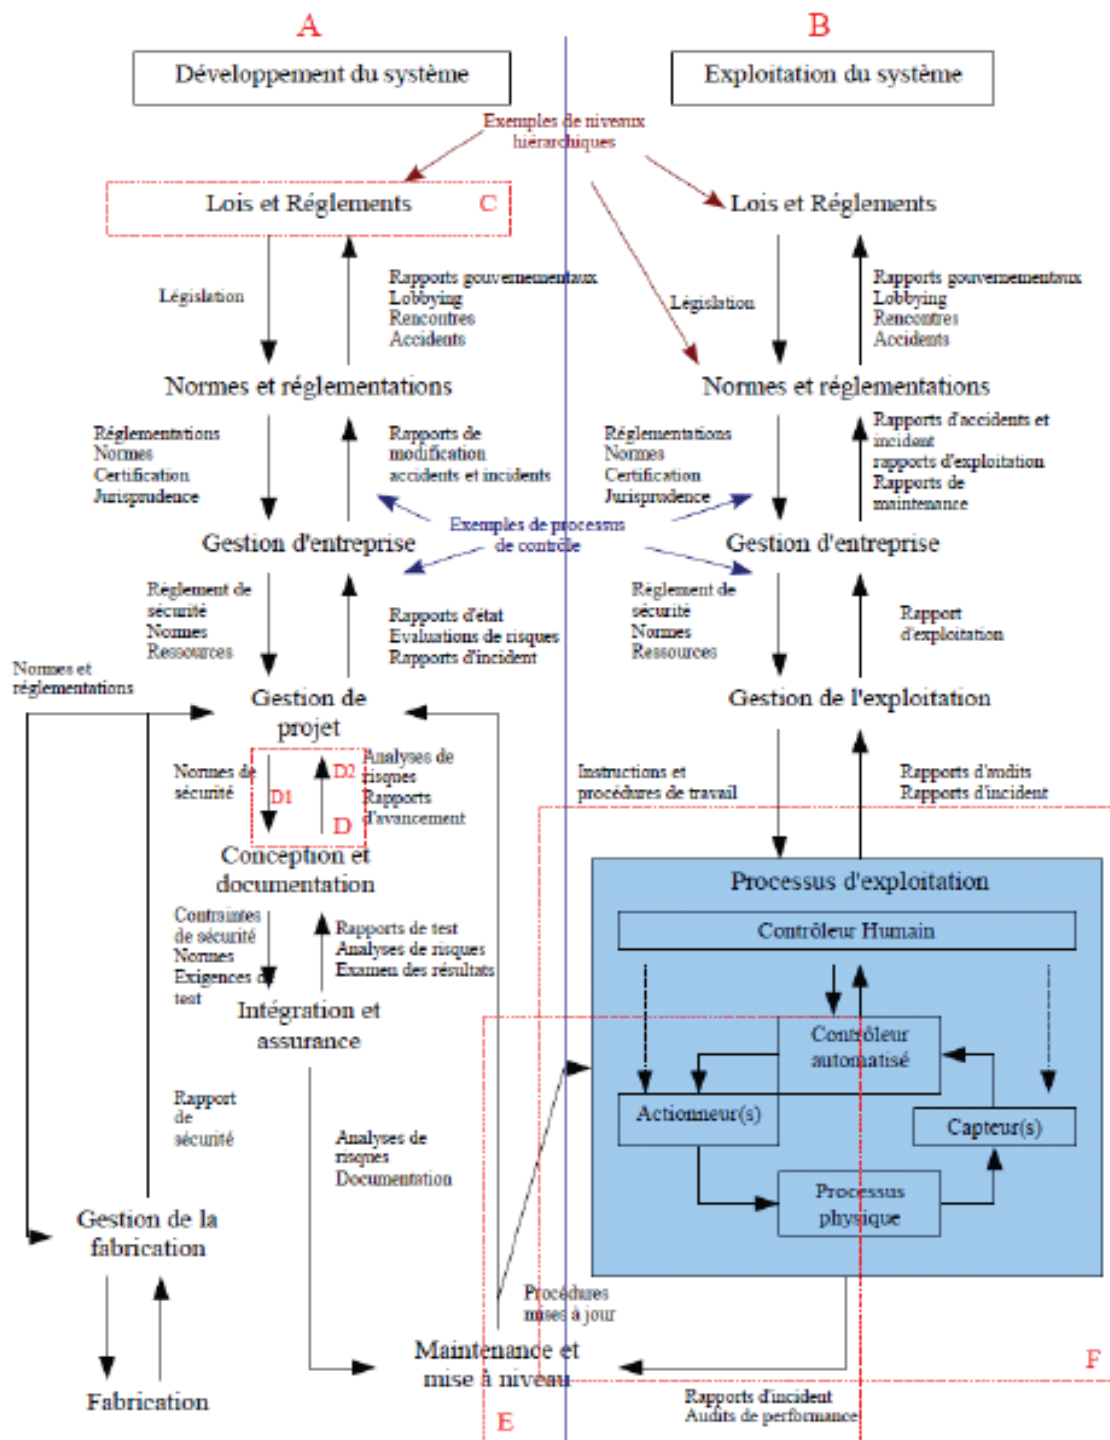 A
B
Développement du système
Exploitation du système
Exemples de niveaux
hiérarchiques
Lois et Réglements
C
Lois et Réglements
Législation
Rapports gouvernementaux
Lobbying
Rencontres
Accidents
Législation
Rapports gouvernementaux
Lobbying
Rencontres
Accidents
Normes et réglementations
Normes et réglementations
Réglementations
Normes
Certification
Jurisprudence
Rapports de
modification
accidents et incidents
Réglementations
Normes
Certification
Jurisprudence
Rapports d'accidents et
incident
rapports d'exploitation
Rapports de
maintenance
Exemples de processus
de contrôle
Gestion d'entreprise
Gestion d'entreprise
Règlement de
sécurité
Normes
Ressources
Rapports d'état
Evaluations de risques
Rapports d'incident
Règlement de
sécurité
Normes
Ressources
Rapport
d'exploitation
Normes et
réglementations
Gestion de
projet
Gestion de l'exploitation
Normes de
sécurité
D1
D2
D
Analyses de
risques
Rapports
d'avancement
Instructions et
procédures de travail
Rapports d'audits
Rapports d'incident
Conception et
documentation
Processus d'exploitation
Contrôleur Humain
Contraintes
de sécurité
Normes
Exigences de
test
Rapports de test
Analyses de risques
Examen des résultats
Intégration et
assurance
Contrôleur
automatisé
Actionneur(s)
Capteur(s)
Processus
physique
Rapport
de
sécurité
Analyses de
risques
Documentation
Gestion de la
fabrication
Procédures
mises à jour
Maintenance et
mise à niveau
F
Fabrication
E
Rapports d'incident
Audits de performance